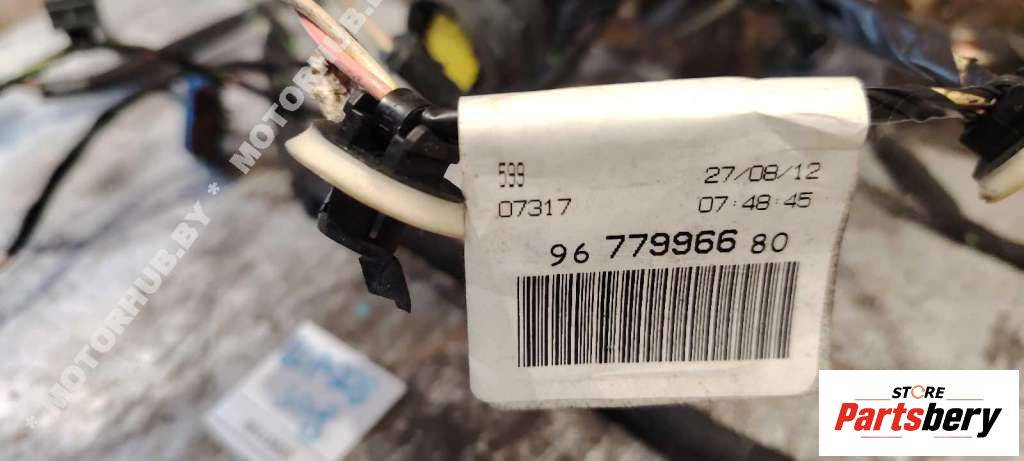 * MOTORHUB.BY * MOTORHUB.BY
599
27/08/12
07317
07:48:45
96 779966 80
STORE
Partsbery